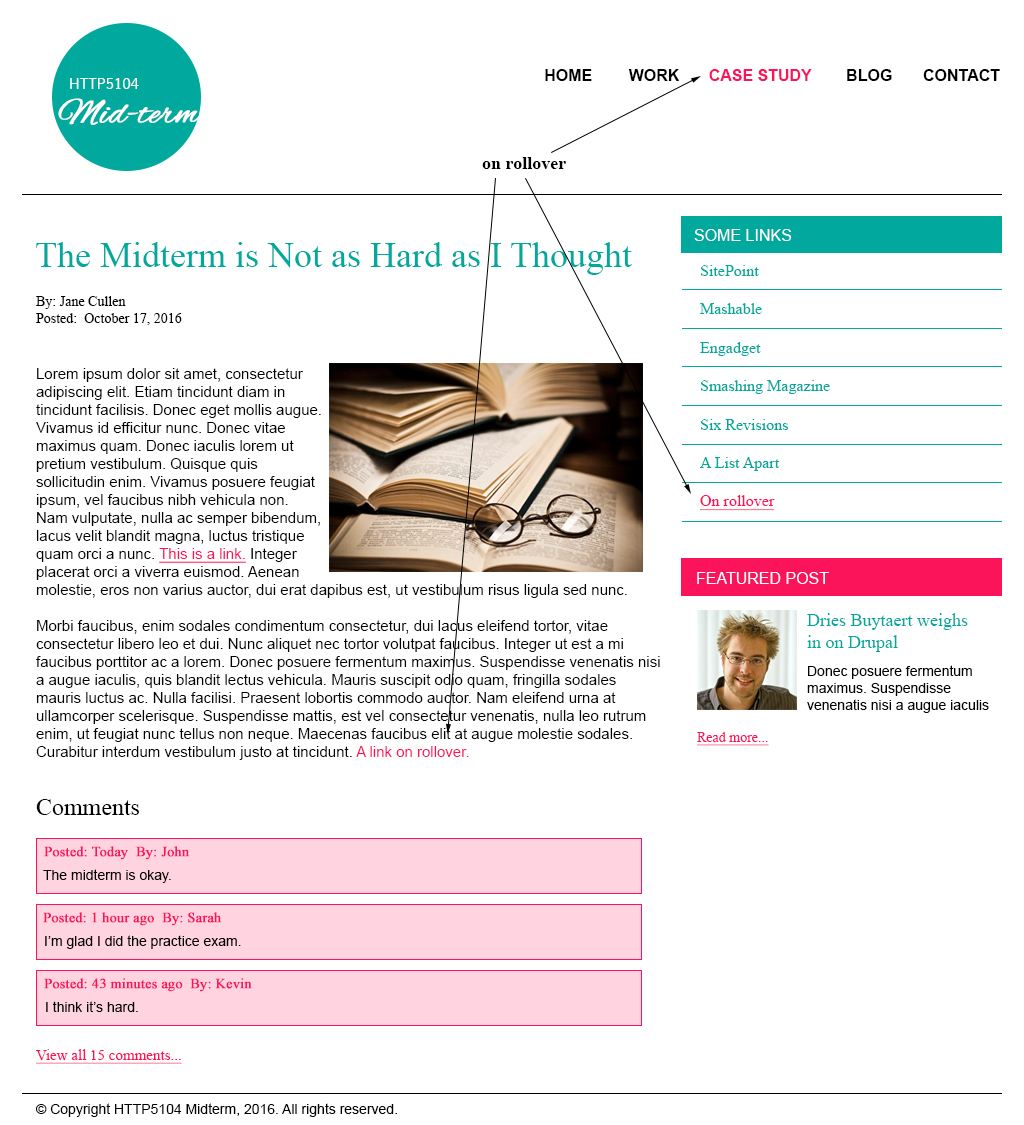 HTTP5104
Mid-term
HOME WORK CASE STUDY BLOG CONTACT
on rollover
The Midterm is Not as Hard as I Thought
By: Jane Cullen
Posted: October 17, 2016
Lorem ipsum dolor sit amet, consectetur
adipiscing elit. Etiam tincidunt diam in
tincidunt facilisis. Donec eget mollis augue.
Vivamus id efficitur nunc. Donec vitae
maximus quam. Donec iaculis lorem ut
pretium vestibulum. Quisque quis
sollicitudin enim. Vivamus posuere feugiat
ipsum, vel faucibus nibh vehicula non.
Nam vulputate, nulla ac semper bibendum,
lacus velit blandit magna, luctus tristique
quam orci a nunc. This is a link. Integer
placerat orci a viverra euismod. Aenean
molestie, eros non varius auctor, dui erat dapibus est, ut vestibulum risus ligula sed nunc.
Morbi faucibus, enim sodales condimentum consectetur, dui lacus eleifend tortor, vitae
consectetur libero leo et dui. Nunc aliquet nec tortor volutpat faucibus. Integer ut est a mi
faucibus porttitor ac a lorem. Donec posuere fermentum maximus. Suspendisse venenatis nisi
a augue iaculis, quis blandit lectus vehicula. Mauris suscipit odio quam, fringilla sodales
mauris luctus ac. Nulla facilisi. Praesent lobortis commodo auctor. Nam eleifend urna at
ullamcorper scelerisque. Suspendisse mattis, est vel consectetur venenatis, nulla leo rutrum
enim, ut feugiat nunc tellus non neque. Maecenas faucibus elit at augue molestie sodales.
Curabitur interdum vestibulum justo at tincidunt. A link on rollover.
Comments
Posted: Today By: John
The midterm is okay.
Posted: 1 hour ago By: Sarah
I’m glad I did the practice exam.
Posted: 43 minutes ago By: Kevin
I think it’s hard.
View all 15 comments...
SOME LINKS
SitePoint
Mashable
Engadget
Smashing Magazine
Six Revisions
A List Apart
On rollover
FEATURED POST
Dries Buytaert weighs
in on Drupal
Donec posuere fermentum
maximus. Suspendisse
venenatis nisi a augue iaculis
Read more...
© Copyright HTTP5104 Midterm, 2016. All rights reserved.